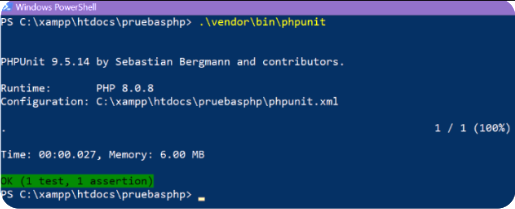 Windows PowerShell
PS C:\xampp\htdocs\pruebasphp> .\vendor\bin\phpunit
PHPUnit 9.5.14 by Sebastian Bergmann and contributors.
Runtime:       PHP 8.0.8
Configuration: C:\xampp\htdocs\pruebasphp\phpunit.xml
.                                                                   1 / 1 (100%)
Time: 00:00.027, Memory: 6.00 MB
OK (1 test, 1 assertion)
PS C:\xampp\htdocs\pruebasphp>